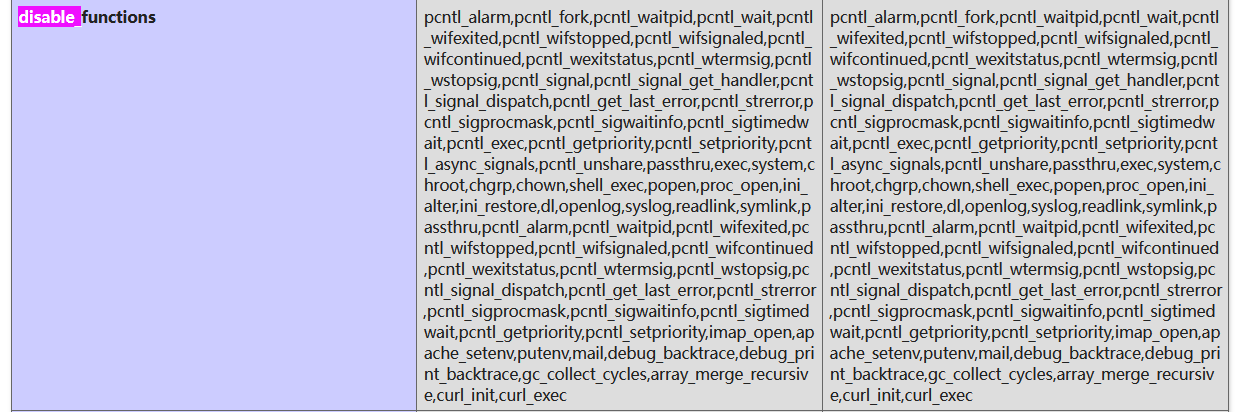 disable_functions
pcntl_alarm,pcntl_fork,pcntl_waitpid,pcntl_wait,pcntl
_wifexited,pcntl_wifstopped,pcntl_wifsignaled,pcntl_
wifcontinued,pcntl_wexitstatus,pcntl_wtermsig,pcntl
_wstopsig,pcntl_signal,pcntl_signal_get_handler,pcnt
l_signal_dispatch,pcntl_get_last_error,pcntl_strerror,p
cntl_sigprocmask,pcntl_sigwaitinfo,pcntl_sigtimedw
ait,pcntl_exec,pcntl_getpriority,pcntl_setpriority,pcnt
l_async_signals,pcntl_unshare,passthru,exec,system,c
hroot,chgrp,chown,shell_exec,popen,proc_open,ini_
alter,ini_restore,dl,openlog,syslog,readlink,symlink,p
assthru,pcntl_alarm,pcntl_waitpid,pcntl_wifexited,pc
ntl_wifstopped,pcntl_wifsignaled,pcntl_wifcontinued
,pcntl_wexitstatus,pcntl_wtermsig,pcntl_wstopsig,pc
ntl_signal_dispatch,pcntl_get_last_error,pcntl_strerror
,pcntl_sigprocmask,pcntl_sigwaitinfo,pcntl_sigtimed
wait,pcntl_getpriority,pcntl_setpriority,imap_open,ap
ache_setenv,putenv,mail,debug_backtrace,debug_pri
nt_backtrace,gc_collect_cycles,array_merge_recursiv
e,curl_init,curl_exec
pcntl_alarm,pcntl_fork,pcntl_waitpid,pcntl_wait,pcntl
_wifexited,pcntl_wifstopped,pcntl_wifsignaled,pcntl_
wifcontinued,pcntl_wexitstatus,pcntl_wtermsig,pcntl
_wstopsig,pcntl_signal,pcntl_signal_get_handler,pcnt
l_signal_dispatch,pcntl_get_last_error,pcntl_strerror,p
cntl_sigprocmask,pcntl_sigwaitinfo,pcntl_sigtimedw
ait,pcntl_exec,pcntl_getpriority,pcntl_setpriority,pcnt
l_async_signals,pcntl_unshare,passthru,exec,system,c
hroot,chgrp,chown,shell_exec,popen,proc_open,ini_
alter,ini_restore,dl,openlog,syslog,readlink,symlink,p
assthru,pcntl_alarm,pcntl_waitpid,pcntl_wifexited,pc
ntl_wifstopped,pcntl_wifsignaled,pcntl_wifcontinued
,pcntl_wexitstatus,pcntl_wtermsig,pcntl_wstopsig,pc
ntl_signal_dispatch,pcntl_get_last_error,pcntl_strerror
,pcntl_sigprocmask,pcntl_sigwaitinfo,pcntl_sigtimed
wait,pcntl_getpriority,pcntl_setpriority,imap_open,ap
ache_setenv,putenv,mail,debug_backtrace,debug_pri
nt_backtrace,gc_collect_cycles,array_merge_recursiv
e,curl_init,curl_exec